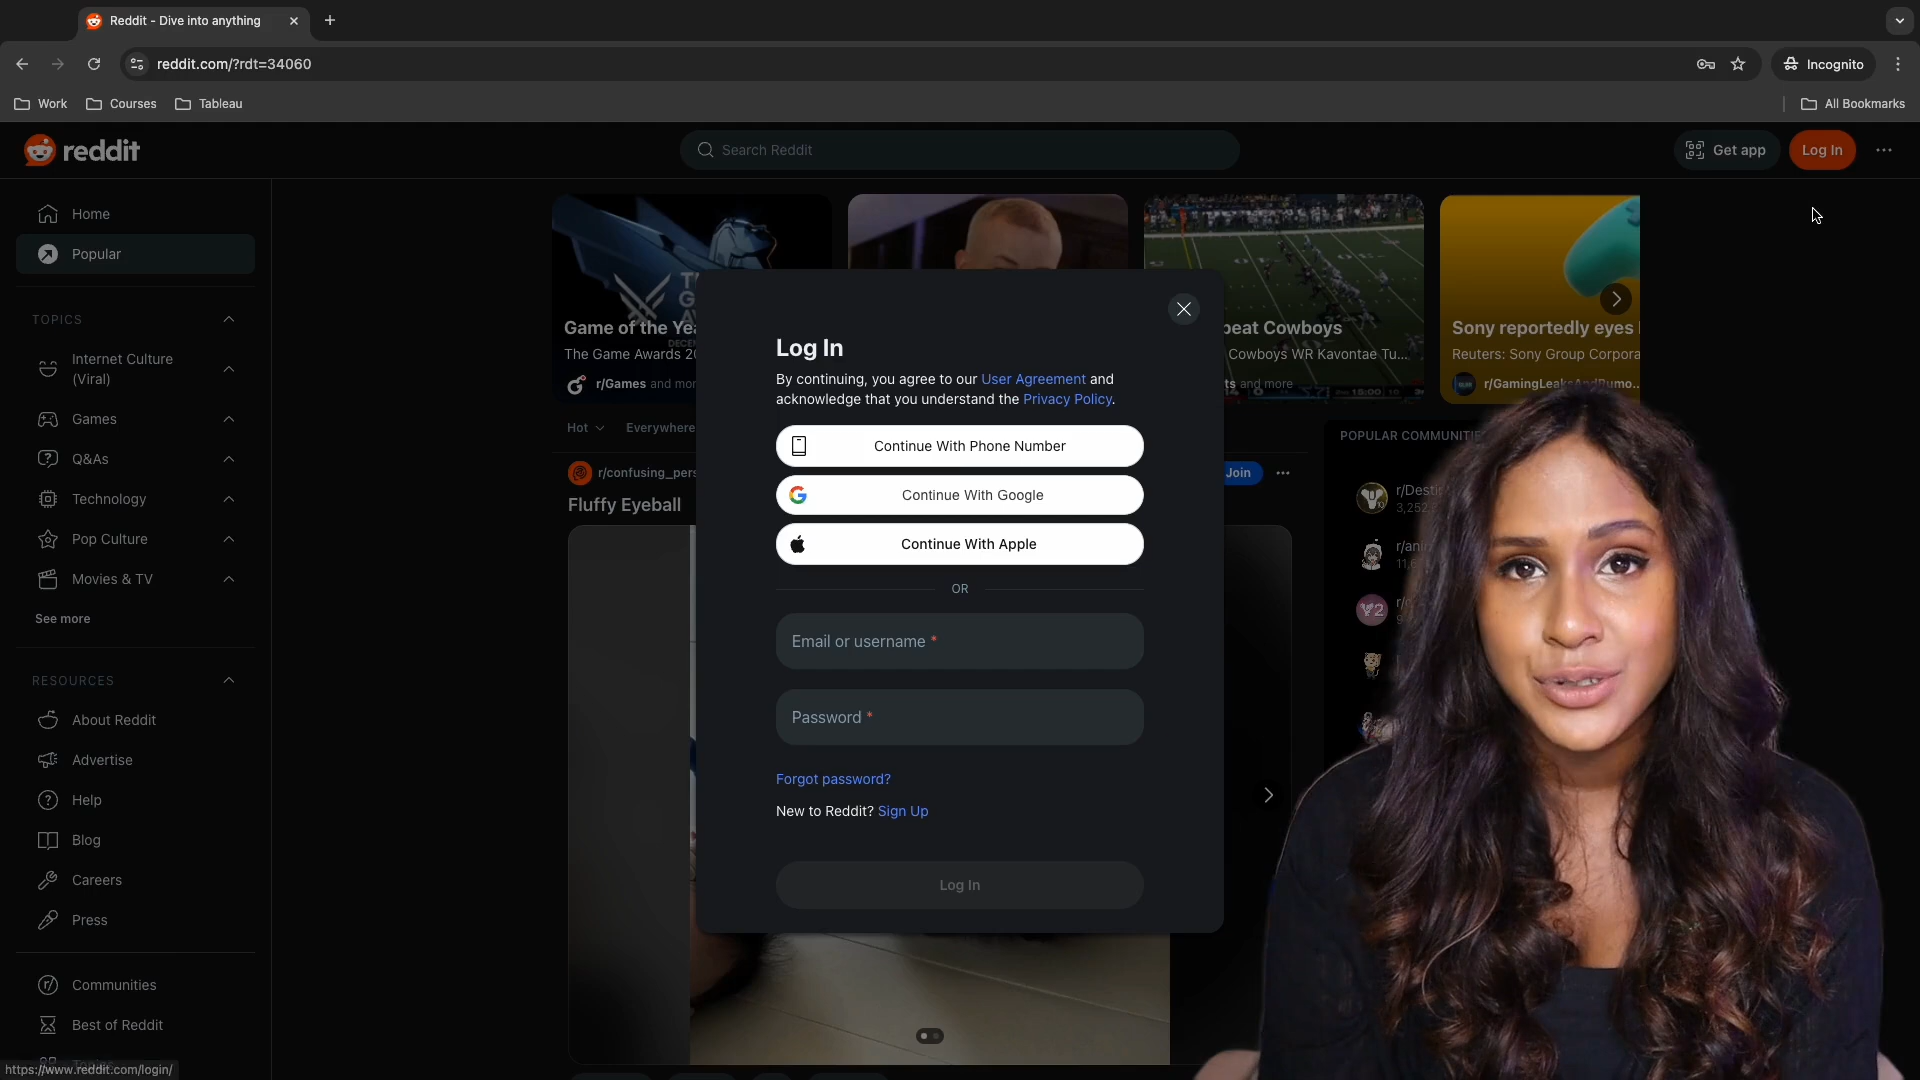 Reddit - Dive into anything
reddit.com/?rdt=34060
Incognito
Work
Courses
Tableau
All Bookmarks
reddit
Search Reddit
Get app
Log In
Home
Popular
TOPICS
Internet Culture
(Viral)
Games
Q&As
Technology
Pop Culture
Movies & TV
See more
RESOURCES
About Reddit
Advertise
Help
Blog
Careers
Press
Communities
Best of Reddit
https://www.reddit.com/login/
Game of the
The Game Awards
r/Games and
beat Cowboys
Cowboys WR Kavontae Tu...
and more
Sony reportedly eyes
Reuters: Sony Group
Hot
Everywhere
POPULAR
Join
Fluffy Eyeball
Log In
By continuing, you agree to our User Agreement and
acknowledge that you understand the Privacy Policy.
Continue With Phone Number
Continue With Google
Continue With Apple
OR
Email or username *
Password *
Forgot password?
New to Reddit? Sign Up
Log In